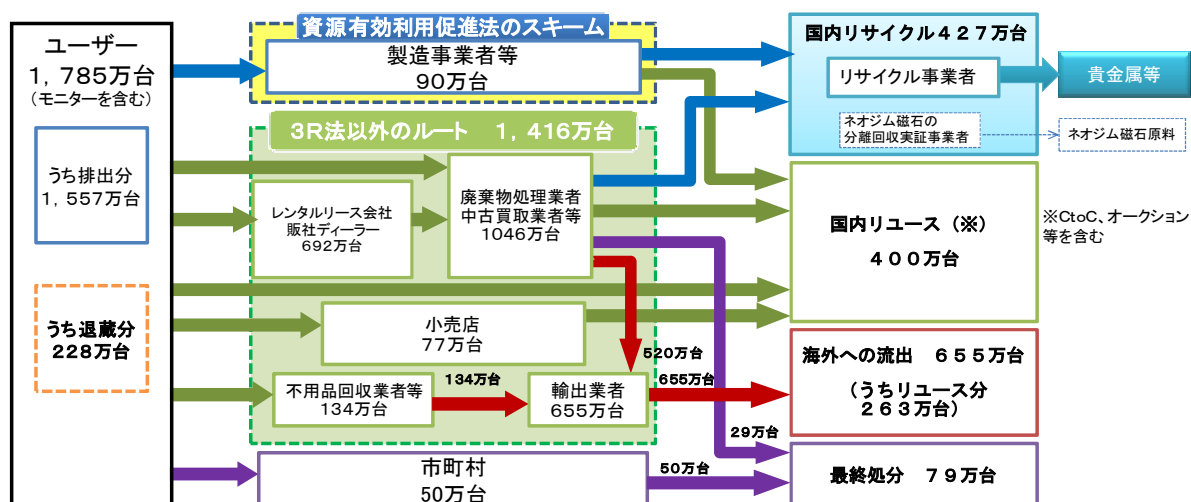 ユーザー
1,785万台
(モニターを含む)
うち排出分
1,557万台
うち退蔵分
228万台
資源有効利用促進法のスキーム
製造事業者等
90万台
3R法以外のルート 1,416万台
レンタルリース会社
販社ディーラー
692万台
廃棄物処理業者
中古買取業者等
1046万台
小売店
77万台
不用品回収業者等
134万台
134万台
輸出業者
655万台
520万台
655万台
29万台
市町村
50万台
50万台
国内リサイクル427万台
リサイクル事業者
貴金属等
ネオジム磁石の
分離回収実証事業者
ネオジム磁石原料
国内リユース(※)
400万台
※CtoC、オークション
等を含む
海外への流出 655万台
(うちリユース分
263万台)
最終処分 79万台